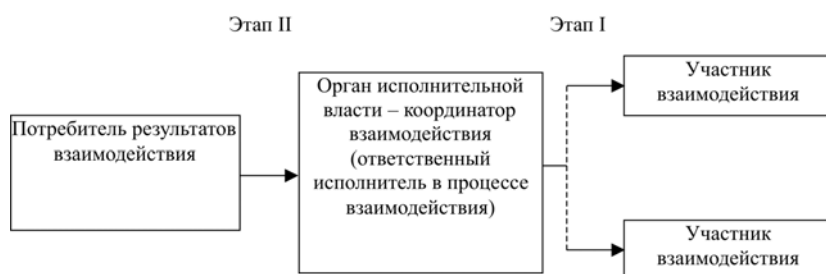 Этап II
Этап I
Потребитель результатов
взаимодействия
Орган исполнительной
власти – координатор
взаимодействия
(ответственный
исполнитель в процессе
взаимодействия)
Участник
взаимодействия
Участник
взаимодействия